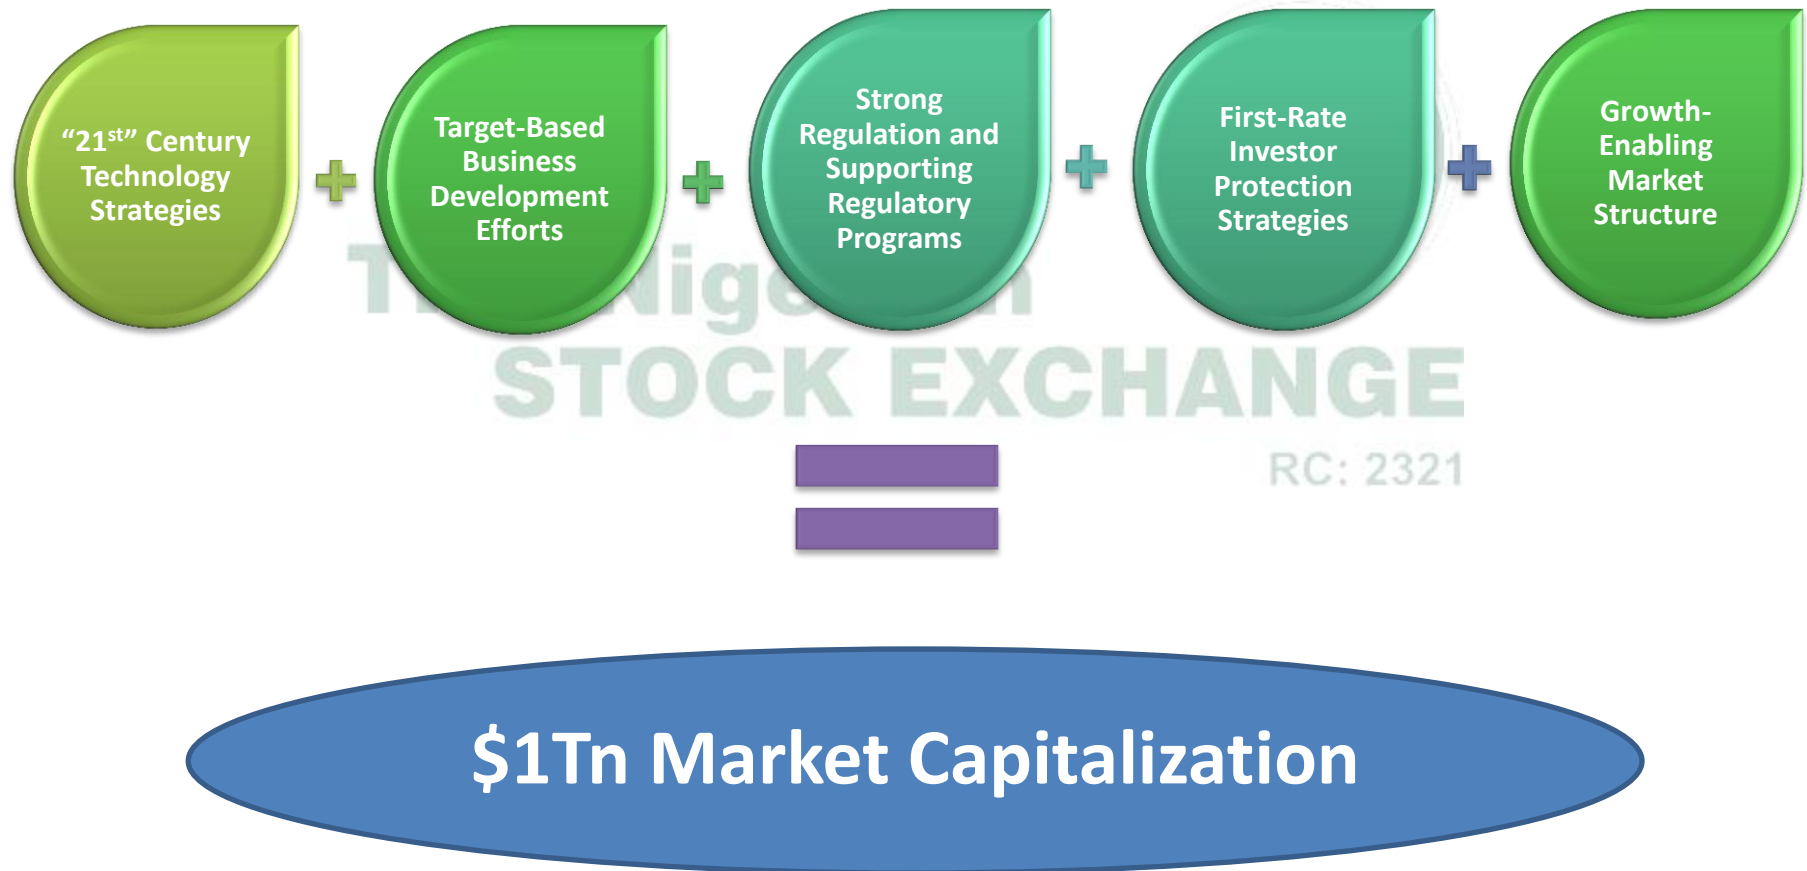 “21st” Century
Technology
Strategies
Target-Based
Business
Development
Efforts
Strong
Regulation and
Supporting
Regulatory
Programs
First-Rate
Investor
Protection
Strategies
Growth-
Enabling
Market
Structure
STOCK EXCHANGE
RC: 2321
$1Tn Market Capitalization